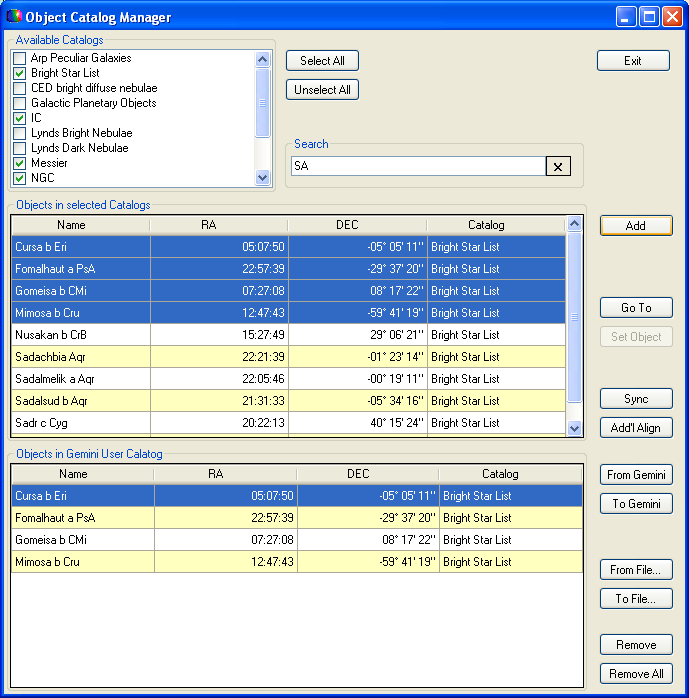 Object Catalog Manager
Available Catalogs
Arp Peculiar Galaxies
Bright Star List
CED bright diffuse nebulae
Galactic Planetary Objects
IC
Lynds Bright Nebulae
Lynds Dark Nebulae
Messier
NGC
Select All
Unselect All
Exit
Search
SA
Objects in selected Catalogs
Name RA DEC Catalog
Cursa b Eri 05:07:50 -05° 05' 11" Bright Star List
Fomalhaut a PsA 22:57:39 -29° 37' 20" Bright Star List
Gomeisa b CMi 07:27:08 08° 17' 22" Bright Star List
Mimosa b Cru 12:47:43 -59° 41' 19" Bright Star List
Nusakan b CrB 15:27:49 29° 06' 21" Bright Star List
Sadachbia Aqr 22:21:39 -01° 23' 14" Bright Star List
Sadalmelik a Aqr 22:05:46 -00° 19' 11" Bright Star List
Sadalsud b Aqr 21:31:33 -05° 34' 16" Bright Star List
Sadr c Cyg 20:22:13 40° 15' 24" Bright Star List
Add
Go To
Set Object
Sync
Add'l Align
Objects in Gemini User Calatog
Name RA DEC Catalog
Cursa b Eri 05:07:50 -05° 05' 11" Bright Star List
Fomalhaut a PsA 22:57:39 -29° 37' 20" Bright Star List
Gomeisa b CMi 07:27:08 08° 17' 22" Bright Star List
Mimosa b Cru 12:47:43 -59° 41' 19" Bright Star List
From Gemini
To Gemini
From File...
To File...
Remove
Remove All